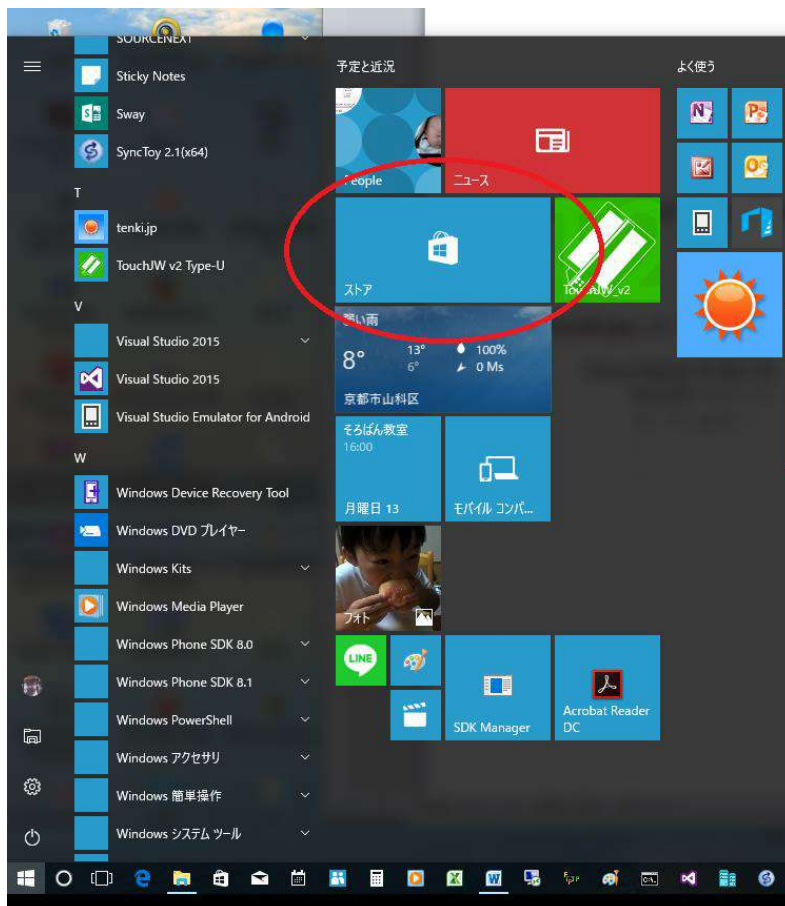 SOURCENEXT
Sticky Notes
Sway
SyncToy 2.1(x64)
T
tenki.jp
TouchJW v2 Type-U
V
Visual Studio 2015
Visual Studio 2015
Visual Studio Emulator for Android
W
Windows Device Recovery Tool
Windows DVD プレイヤー
Windows Kits
Windows Media Player
Windows Phone SDK 8.0
Windows Phone SDK 8.1
Windows PowerShell
Windows アクセサリ
Windows 簡単操作
Windows システム ツール
予定と近況
People
ニュース
ストア
TouchJW_v2
弱い雨
8°
13°
6°
100%
0 Ms
京都市山科区
そろばん教室
16:00
月曜日 13
モバイル コンパ...
フォト
LINE
SDK Manager
Acrobat Reader
DC
よく使う